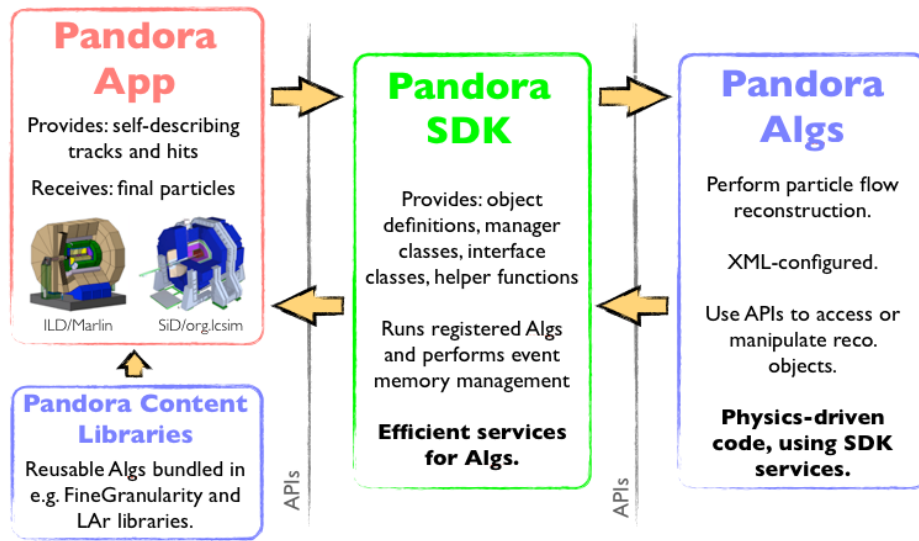 Pandora
App
Provides: self-describing
tracks and hits
Receives: final particles
ILD/Marlin
SiD/org.lcsim
Pandora Content
Libraries
Reusable Algs bundled in
e.g. FineGranularity and
LAr libraries.
APIs
Pandora
SDK
Provides: object
definitions, manager
classes, interface
classes, helper functions
Runs registered Algs
and performs event
memory management
Efficient services
for Algs.
APIs
Pandora
Algs
Perform particle flow
reconstruction.
XML-configured.
Use APIs to access or
manipulate reco.
objects.
Physics-driven
code, using SDK
services.